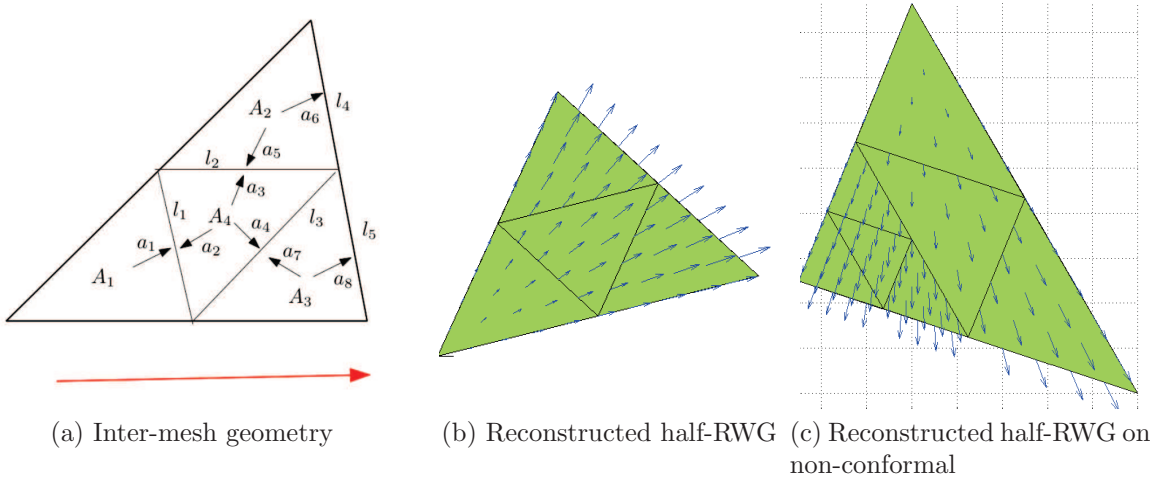 l₄
A₂
a₆
a₅
l₂
a₃
l₁
A₄
l₃
a₄
l₅
a₁
a₂
a₇
A₁
a₈
A₃
(a) Inter-mesh geometry
(b) Reconstructed half-RWG
(c) Reconstructed half-RWG on
non-conformal